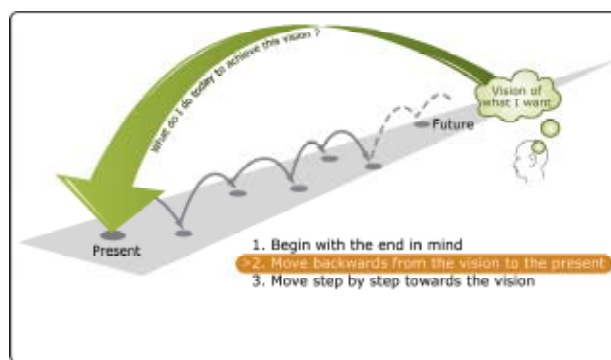 What do I do today to achieve this vision ?
Vision of
what I want
Future
Present
1. Begin with the end in mind
>2. Move backwards from the vision to the present
3. Move step by step towards the vision